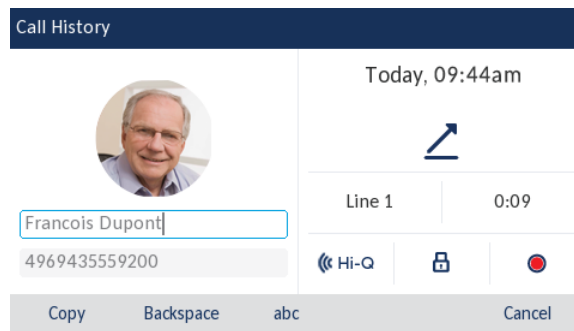 Call History
Today, 09:44am
Line 1 0:09
Francois Dupont
4969435559200
Hi-Q
Copy Backspace abc Cancel